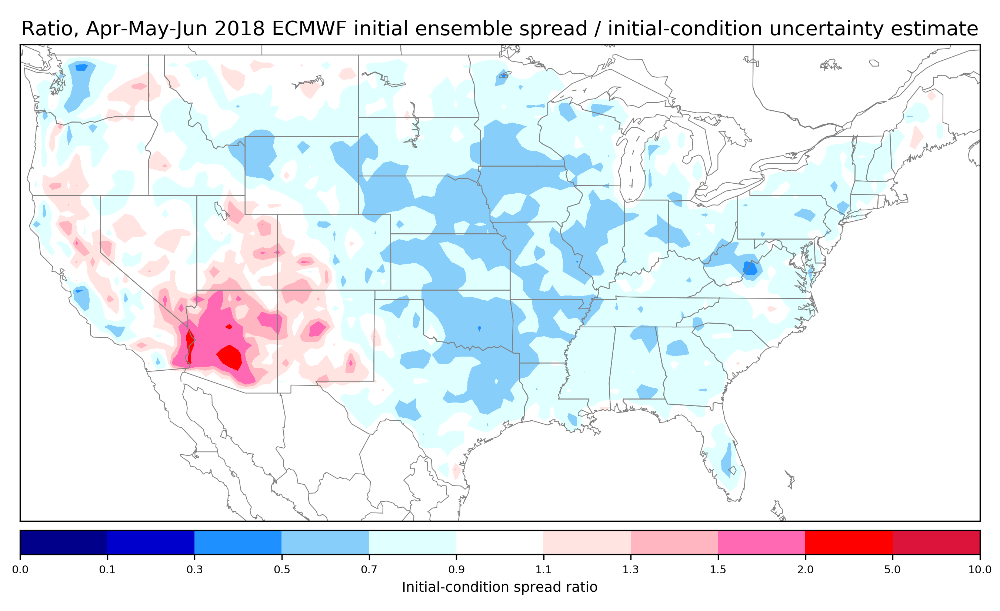 Ratio, Apr-May-Jun 2018 ECMWF initial ensemble spread / initial-condition uncertainty estimate
0.0 0.1 0.3 0.5 0.7 0.9 1.1 1.3 1.5 2.0 5.0 10.0
Initial-condition spread ratio